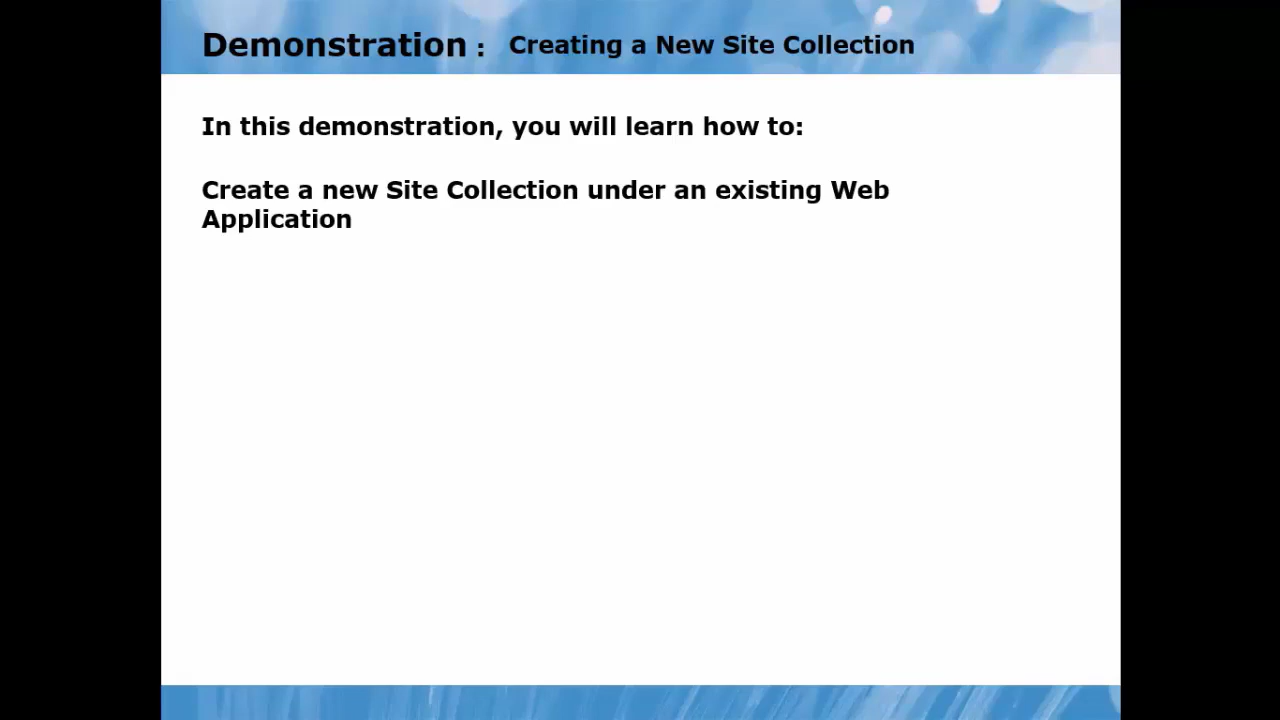 Demonstration : Creating a New Site Collection
In this demonstration, you will learn how to:
Create a new Site Collection under an existing Web
Application